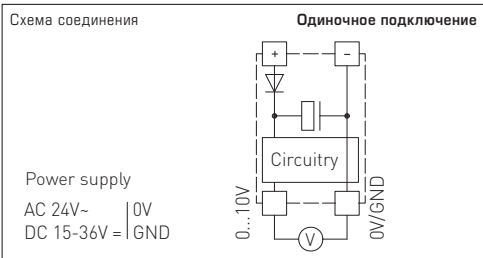 Схема соединения
Одиночное подключение
+ −
Circuitry
Power supply
AC 24V~ | 0V
DC 15-36V = | GND
0...10V
0V/GND
V